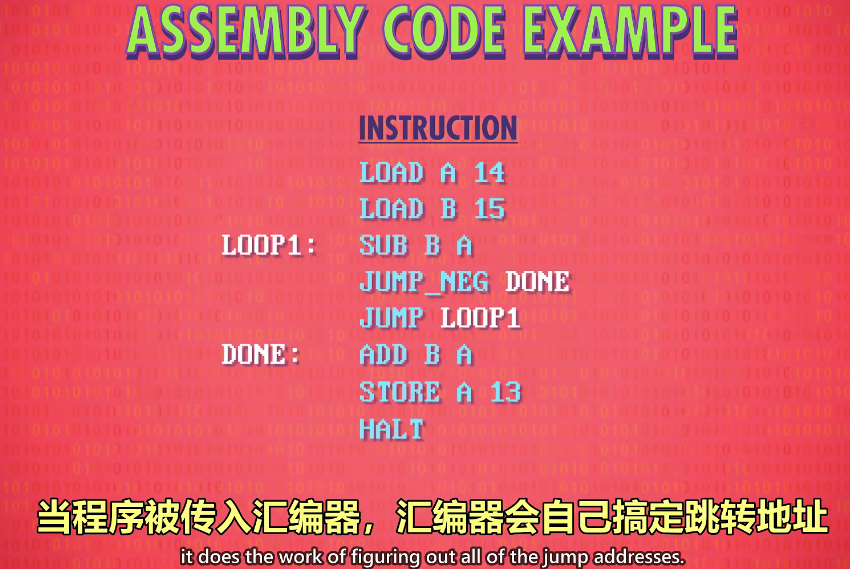 ASSEMBLY CODE EXAMPLE
INSTRUCTION
LOAD A 14
LOAD B 15
LOOP1: SUB B A
JUMP_NEG DONE
JUMP LOOP1
DONE: ADD B A
STORE A 13
HALT
当程序被传入汇编器，汇编器会自己搞定跳转地址
it does the work of figuring out all of the jump addresses.